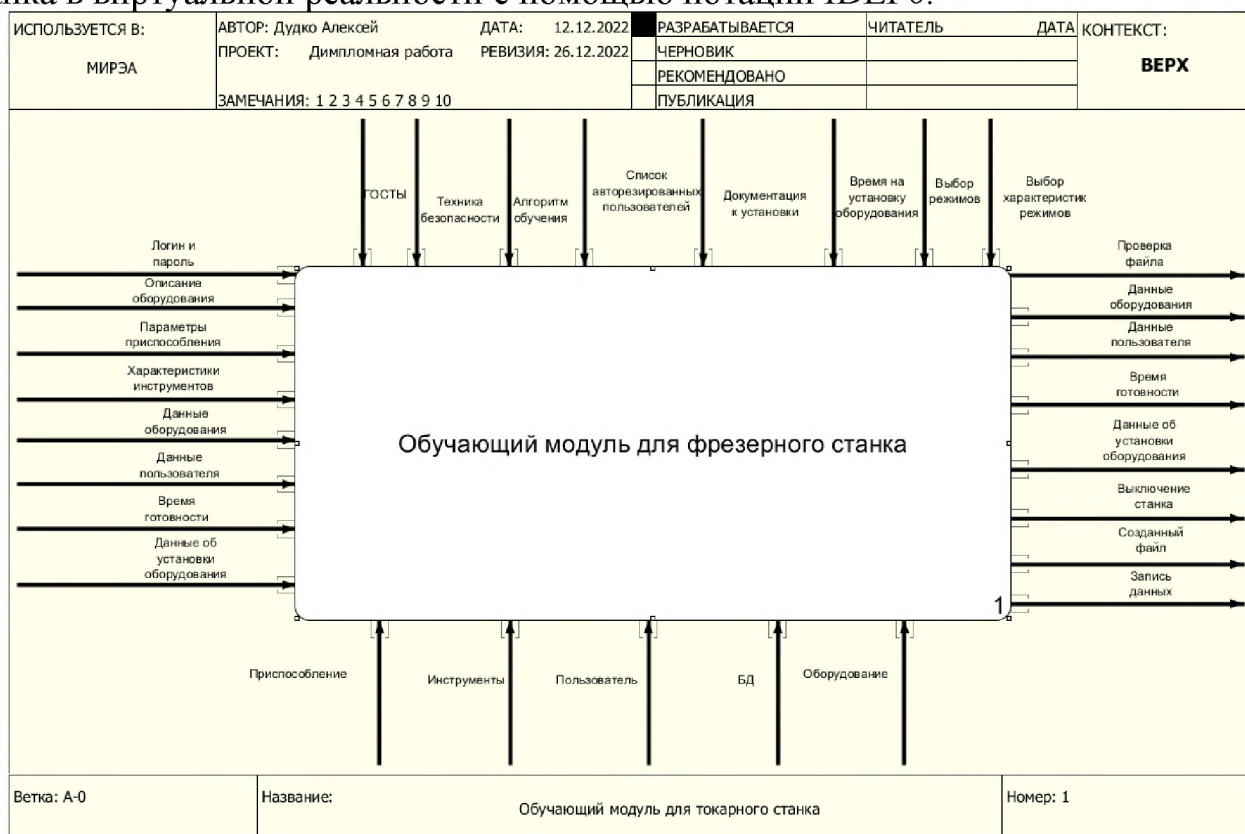 в виртуальной реальности с помощью нотации
ИСПОЛЬЗУЕТСЯ В:
МИРЭА
АВТОР: Дудко Алексей
ДАТА: 12.12.2022
ПРОЕКТ: Димпломная работа
РЕВИЗИЯ: 26.12.2022
ЗАМЕЧАНИЯ: 1 2 3 4 5 6 7 8 9 10
РАЗРАБАТЫВАЕТСЯ
ЧЕРНОВИК
РЕКОМЕНДОВАНО
ПУБЛИКАЦИЯ
ЧИТАТЕЛЬ
ДАТА
КОНТЕКСТ:
ВЕРХ
ГОСТЫ
Техника
безопасности
Алгоритм
обучения
Список
авторезированных
пользователей
Документация
к установки
Время на
установку
оборудования
Выбор
режимов
Выбор
характеристик
режимов
Логин и
пароль
Описание
оборудования
Параметры
приспособления
Характеристики
инструментов
Данные
оборудования
Данные
пользователя
Время
готовности
Данные об
установки
оборудования
Обучающий модуль для фрезерного станка
1
Проверка
файла
Данные
оборудования
Данные
пользователя
Время
готовности
Данные об
установки
оборудования
Выключение
станка
Созданный
файл
Запись
данных
Приспособление
Инструменты
Пользователь
БД
Оборудование
Ветка: А-0
Название:
Обучающий модуль для токарного станка
Номер: 1